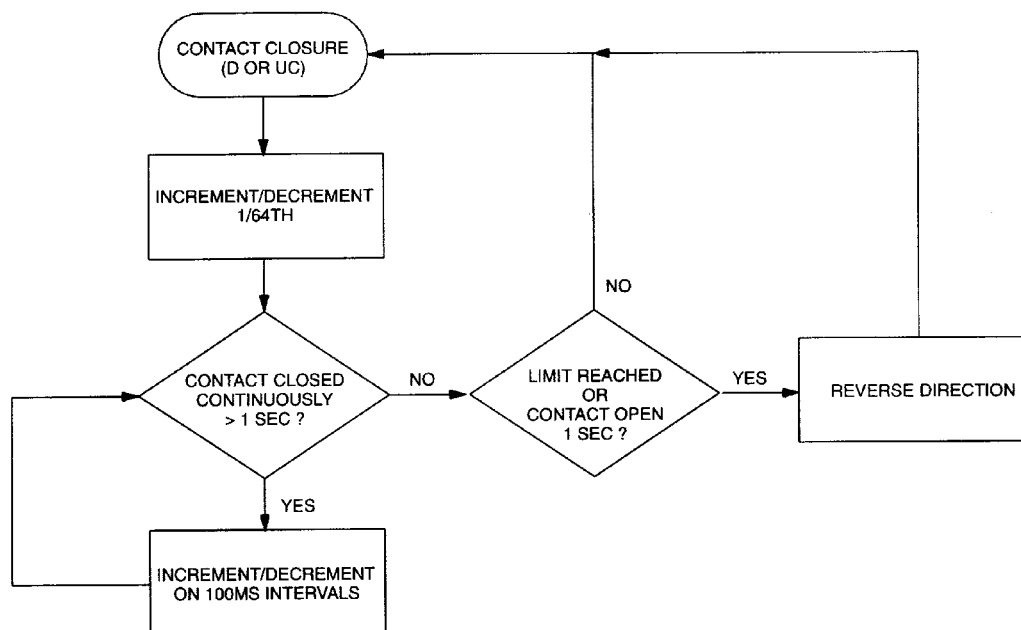 CONTACT CLOSURE
(D OR UC)
INCREMENT/DECREMENT
1/64TH
NO
CONTACT CLOSED
CONTINUOUSLY
> 1 SEC ?
NO
LIMIT REACHED
OR
CONTACT OPEN
1 SEC ?
YES
REVERSE DIRECTION
YES
INCREMENT/DECREMENT
ON 100MS INTERVALS